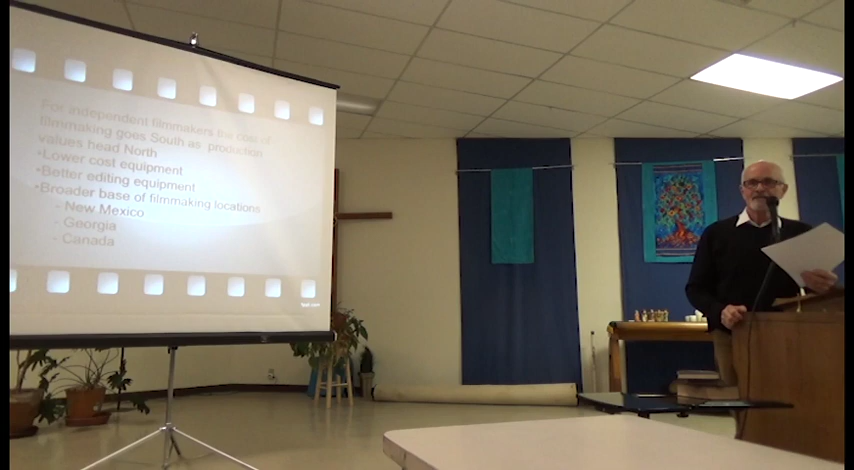 For independent filmmakers the cost of
filmmaking goes South as production
values head North
•Lower cost equipment
•Better editing equipment
•Broader base of filmmaking locations
- New Mexico
- Georgia
- Canada